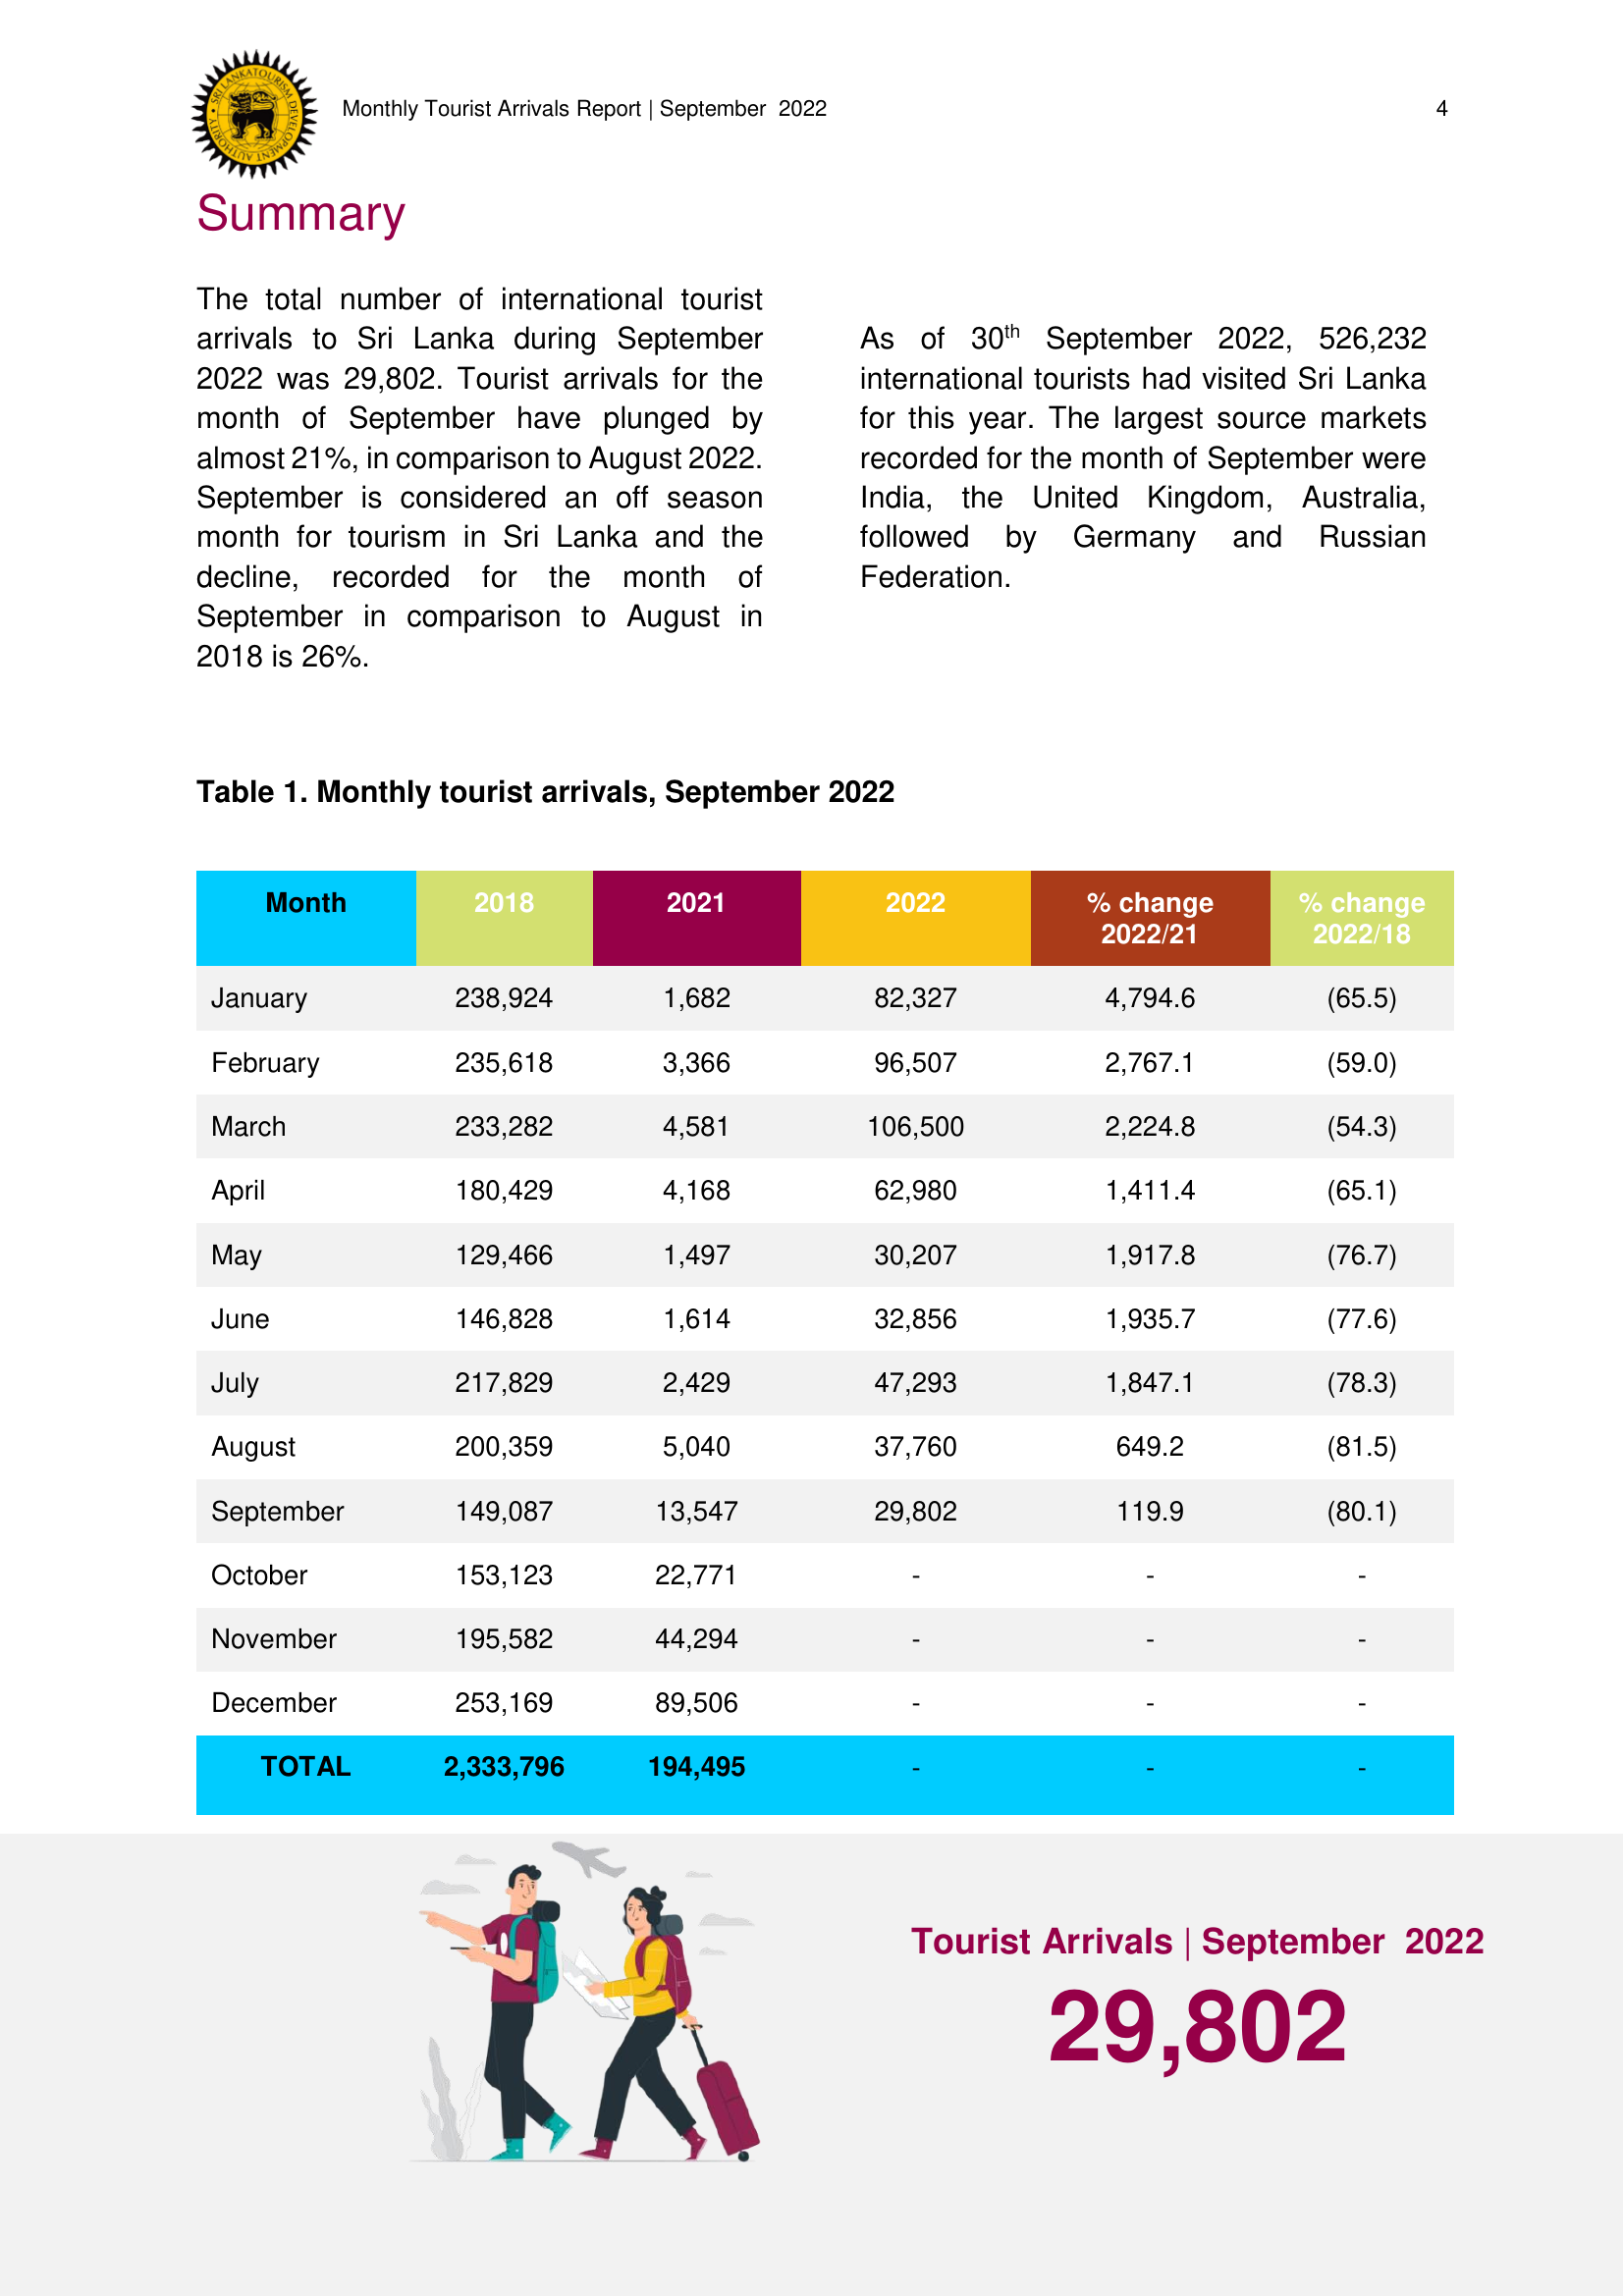 SRI LANKA TOURISM DEVELOPMENT AUTHORITY
Monthly Tourist Arrivals Report | September 2022
4
Summary
The total number of international tourist
arrivals to Sri Lanka during September
2022 was 29,802. Tourist arrivals for the
month of September have plunged by
almost 21%, in comparison to August 2022.
September is considered an off season
month for tourism in Sri Lanka and the
decline, recorded for the month of
September in comparison to August in
2018 is 26%.
As of 30th September 2022, 526,232
international tourists had visited Sri Lanka
for this year. The largest source markets
recorded for the month of September were
India, the United Kingdom, Australia,
followed by Germany and Russian
Federation.
Table 1. Monthly tourist arrivals, September 2022
Month 2018 2021 2022 % change 2022/21 % change 2022/18
January 238,924 1,682 82,327 4,794.6 (65.5)
February 235,618 3,366 96,507 2,767.1 (59.0)
March 233,282 4,581 106,500 2,224.8 (54.3)
April 180,429 4,168 62,980 1,411.4 (65.1)
May 129,466 1,497 30,207 1,917.8 (76.7)
June 146,828 1,614 32,856 1,935.7 (77.6)
July 217,829 2,429 47,293 1,847.1 (78.3)
August 200,359 5,040 37,760 649.2 (81.5)
September 149,087 13,547 29,802 119.9 (80.1)
October 153,123 22,771 - - -
November 195,582 44,294 - - -
December 253,169 89,506 - - -
TOTAL 2,333,796 194,495 - - -
Tourist Arrivals | September 2022
29,802